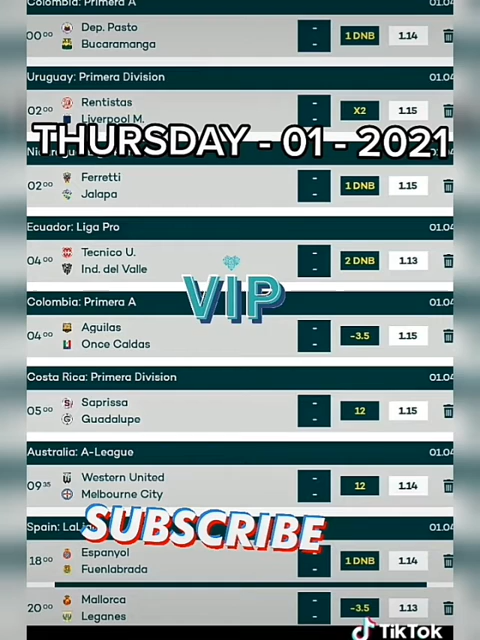 Colombia: Primera A 01.04
00:00 Dep. Pasto - 1 DNB 1.14
Bucaramanga -
Uruguay: Primera Division 01.04
02:00 Rentistas - X2 1.15
Liverpool M. -
THURSDAY - 01 - 2021
02:00 Ferretti - 1 DNB 1.15
Jalapa -
Ecuador: Liga Pro 01.04
04:00 Tecnico U. - 2 DNB 1.13
Ind. del Valle -
VIP
Colombia: Primera A 01.04
04:00 Aguilas - -3.5 1.15
Once Caldas -
Costa Rica: Primera Division 01.04
05:00 Saprissa - 12 1.15
Guadalupe -
Australia: A-League 01.04
09:35 Western United - 12 1.14
Melbourne City -
SUBSCRIBE
Spain: 01.04
18:00 Espanyol - 1 DNB 1.14
Fuenlabrada -
20:00 Mallorca - -3.5 1.13
Leganes -
TikTok